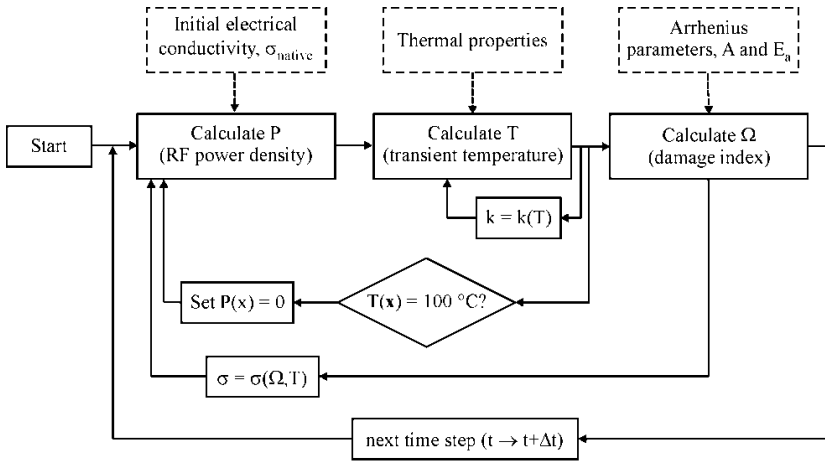 Initial electrical
conductivity, σnative
Thermal properties
Arrhenius
parameters, A and Ea
Start
Calculate P
(RF power density)
Calculate T
(transient temperature)
Calculate Ω
(damage index)
k = k(T)
Set P(x) = 0
T(x) = 100 °C?
σ = σ(Ω,T)
next time step (t → t+Δt)